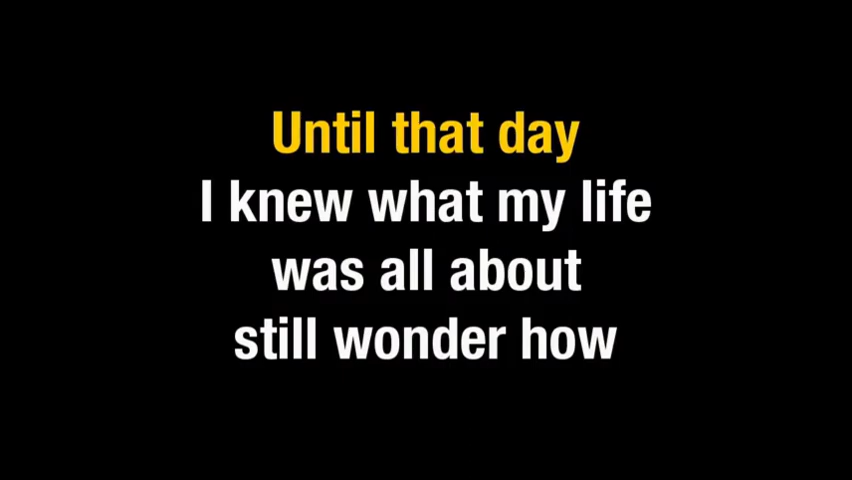 Until that day
I knew what my life
was all about
still wonder how